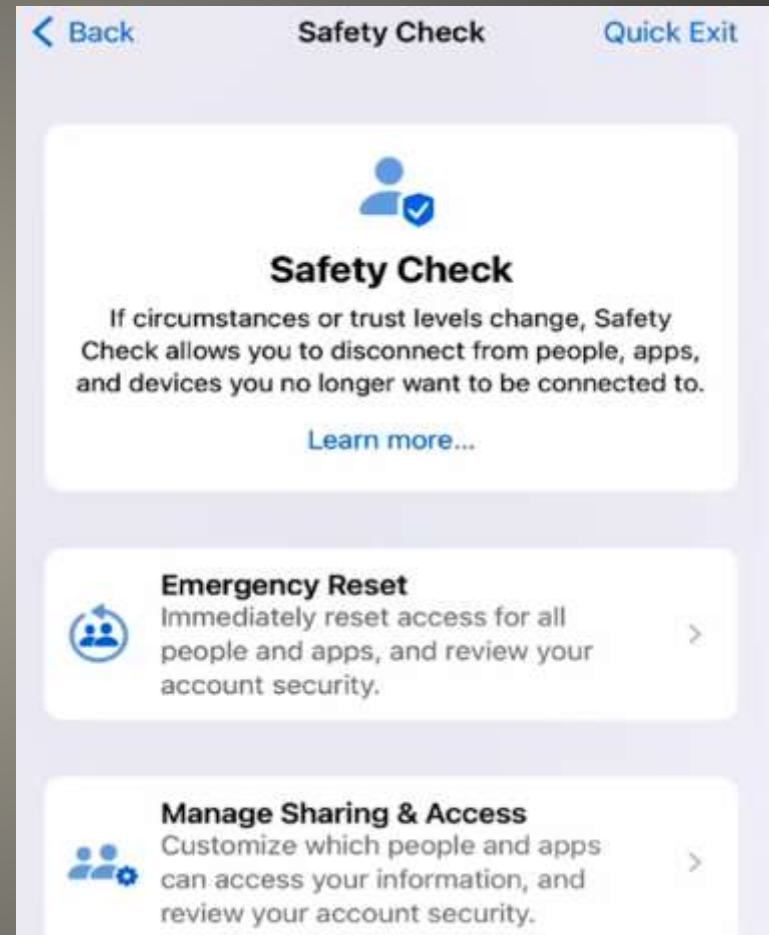 Back Safety Check Quick Exit
Safety Check
If circumstances or trust levels change, Safety
Check allows you to disconnect from people, apps,
and devices you no longer want to be connected to.
Learn more...
Emergency Reset
Immediately reset access for all
people and apps, and review your
account security.
Manage Sharing & Access
Customize which people and apps
can access your information, and
review your account security.